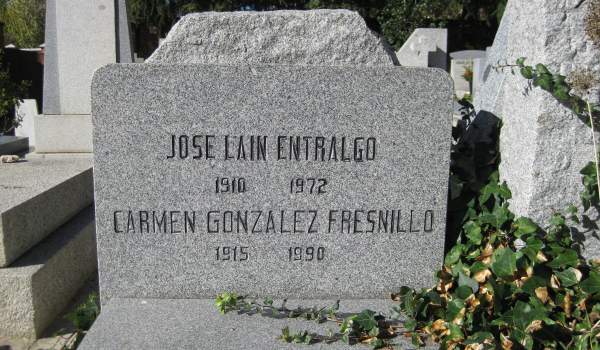 JOSE LAIN ENTRALGO
1910 1972
CARMEN GONZALEZ FRESNILLO
1915 1990